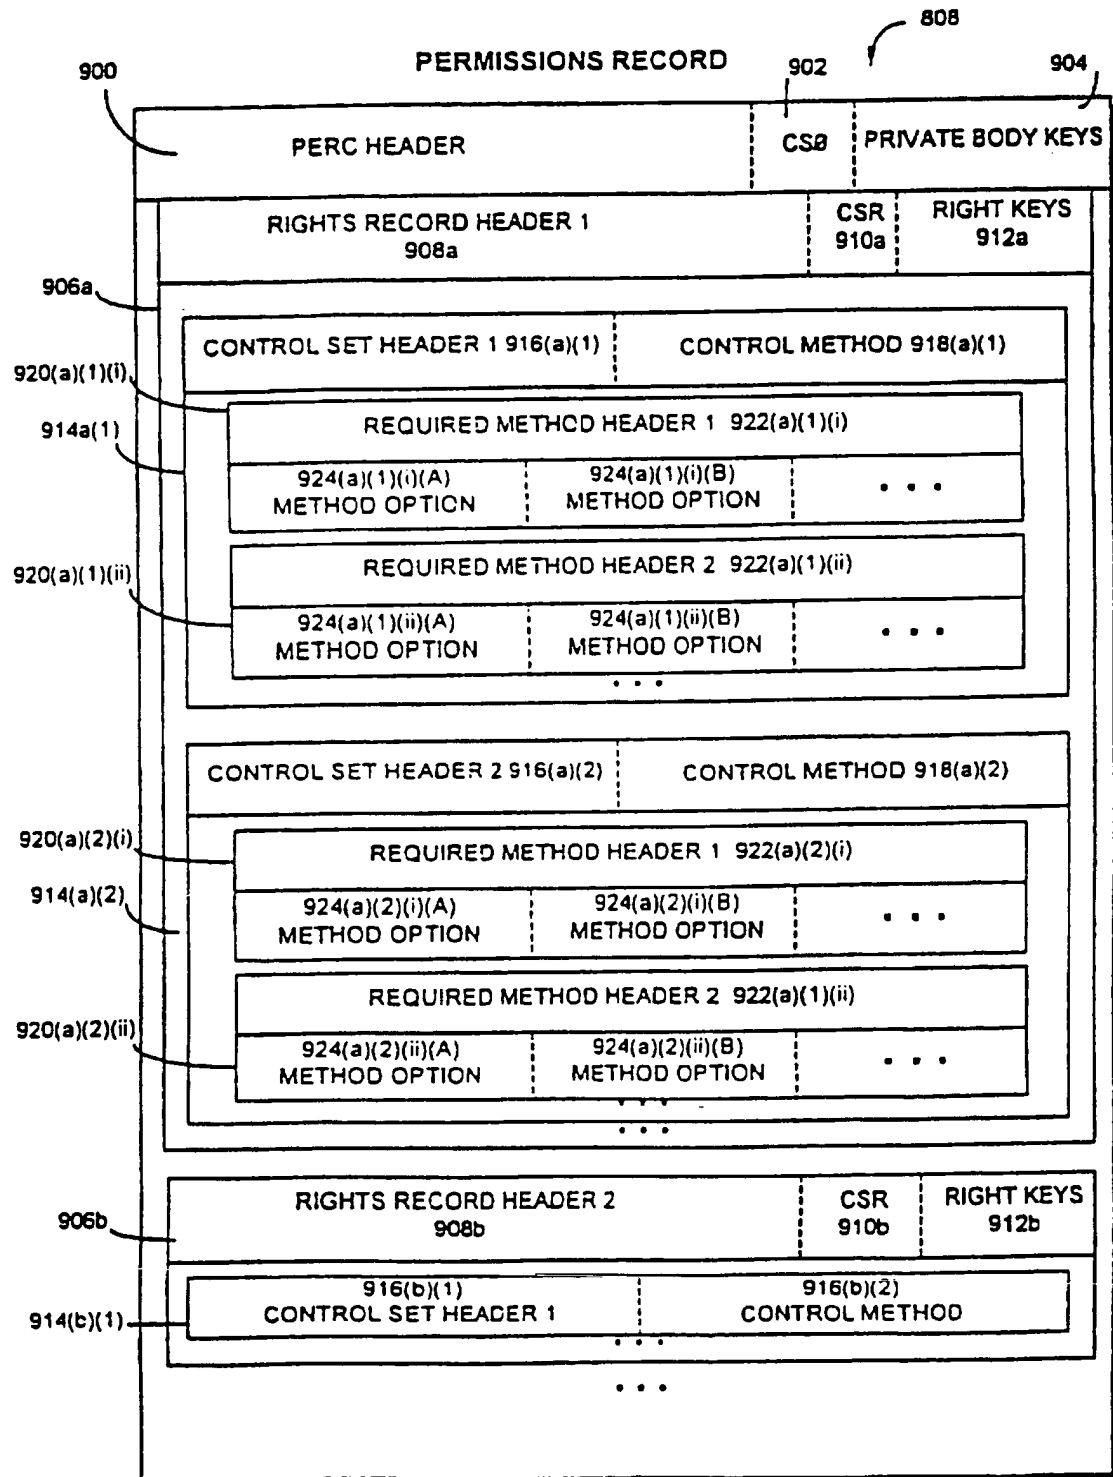 808
PERMISSIONS RECORD
900
902
904
PERC HEADER
CS0
PRIVATE BODY KEYS
RIGHTS RECORD HEADER 1
908a
CSR
910a
RIGHT KEYS
912a
906a
CONTROL SET HEADER 1 916(a)(1)
CONTROL METHOD 918(a)(1)
920(a)(1)(i)
REQUIRED METHOD HEADER 1 922(a)(1)(i)
914a(1)
924(a)(1)(i)(A)
METHOD OPTION
924(a)(1)(i)(B)
METHOD OPTION
• • •
920(a)(1)(ii)
REQUIRED METHOD HEADER 2 922(a)(1)(ii)
924(a)(1)(ii)(A)
METHOD OPTION
924(a)(1)(ii)(B)
METHOD OPTION
• • •
• • •
CONTROL SET HEADER 2 916(a)(2)
CONTROL METHOD 918(a)(2)
920(a)(2)(i)
REQUIRED METHOD HEADER 1 922(a)(2)(i)
914(a)(2)
924(a)(2)(i)(A)
METHOD OPTION
924(a)(2)(i)(B)
METHOD OPTION
• • •
REQUIRED METHOD HEADER 2 922(a)(1)(ii)
920(a)(2)(ii)
924(a)(2)(ii)(A)
METHOD OPTION
924(a)(2)(ii)(B)
METHOD OPTION
• • •
• • •
• • •
RIGHTS RECORD HEADER 2
908b
CSR
910b
RIGHT KEYS
912b
906b
916(b)(1)
CONTROL SET HEADER 1
916(b)(2)
CONTROL METHOD
914(b)(1)
• • •
• • •